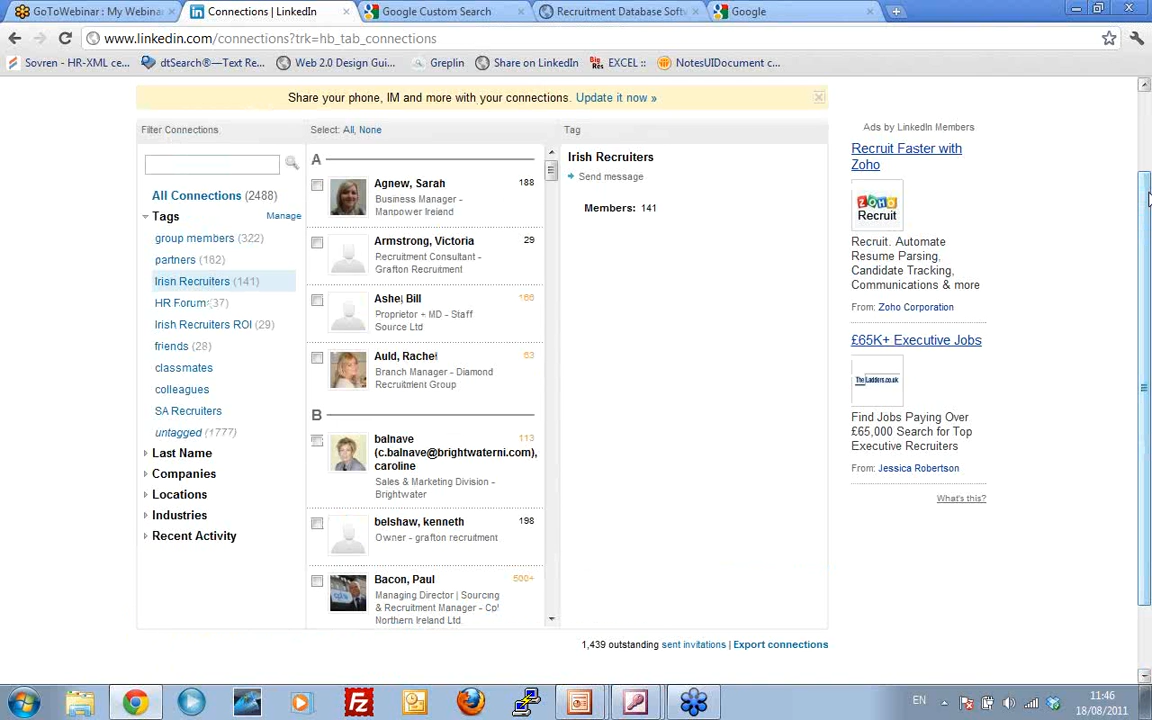 GoToWebinar : My Webinar
Connections | LinkedIn
Google Custom Search
Recruitment Database Softw
Google
www.linkedin.com/connections?trk=hb_tab_connections
Sovren - HR-XML ce...
dtSearch®—Text Re...
Web 2.0 Design Gui...
Greplin
Share on LinkedIn
EXCEL ::
NotesUIDocument c...
Share your phone, IM and more with your connections. Update it now »
Filter Connections
All Connections (2488)
Tags
Manage
group members (322)
partners (162)
Irish Recruiters (141)
HR Forum (37)
Irish Recruiters ROI (29)
friends (28)
classmates
colleagues
SA Recruiters
untagged (1777)
Last Name
Companies
Locations
Industries
Recent Activity
Select: All, None
A
Agnew, Sarah
188
Business Manager -
Manpower Ireland
Armstrong, Victoria
29
Recruitment Consultant -
Grafton Recruitment
Ashe, Bill
166
Proprietor + MD - Staff
Source Ltd
Auld, Rachel
63
Branch Manager - Diamond
Recruitment Group
B
balnave
113
(c.balnave@brightwaterni.com),
caroline
Sales & Marketing Division -
Brightwater
belshaw, kenneth
198
Owner - grafton recruitment
Bacon, Paul
500+
Managing Director | Sourcing
& Recruitment Manager - Cpl
Northern Ireland Ltd
Tag
Irish Recruiters
Send message
Members: 141
Ads by LinkedIn Members
Recruit Faster with
Zoho
ZOHO
Recruit
Recruit. Automate
Resume Parsing,
Candidate Tracking,
Communications & more
From: Zoho Corporation
£65K+ Executive Jobs
TheLadders.co.uk
Find Jobs Paying Over
£65,000 Search for Top
Executive Recruiters
From: Jessica Robertson
What's this?
1,439 outstanding sent invitations | Export connections
EN
11:46
18/08/2011